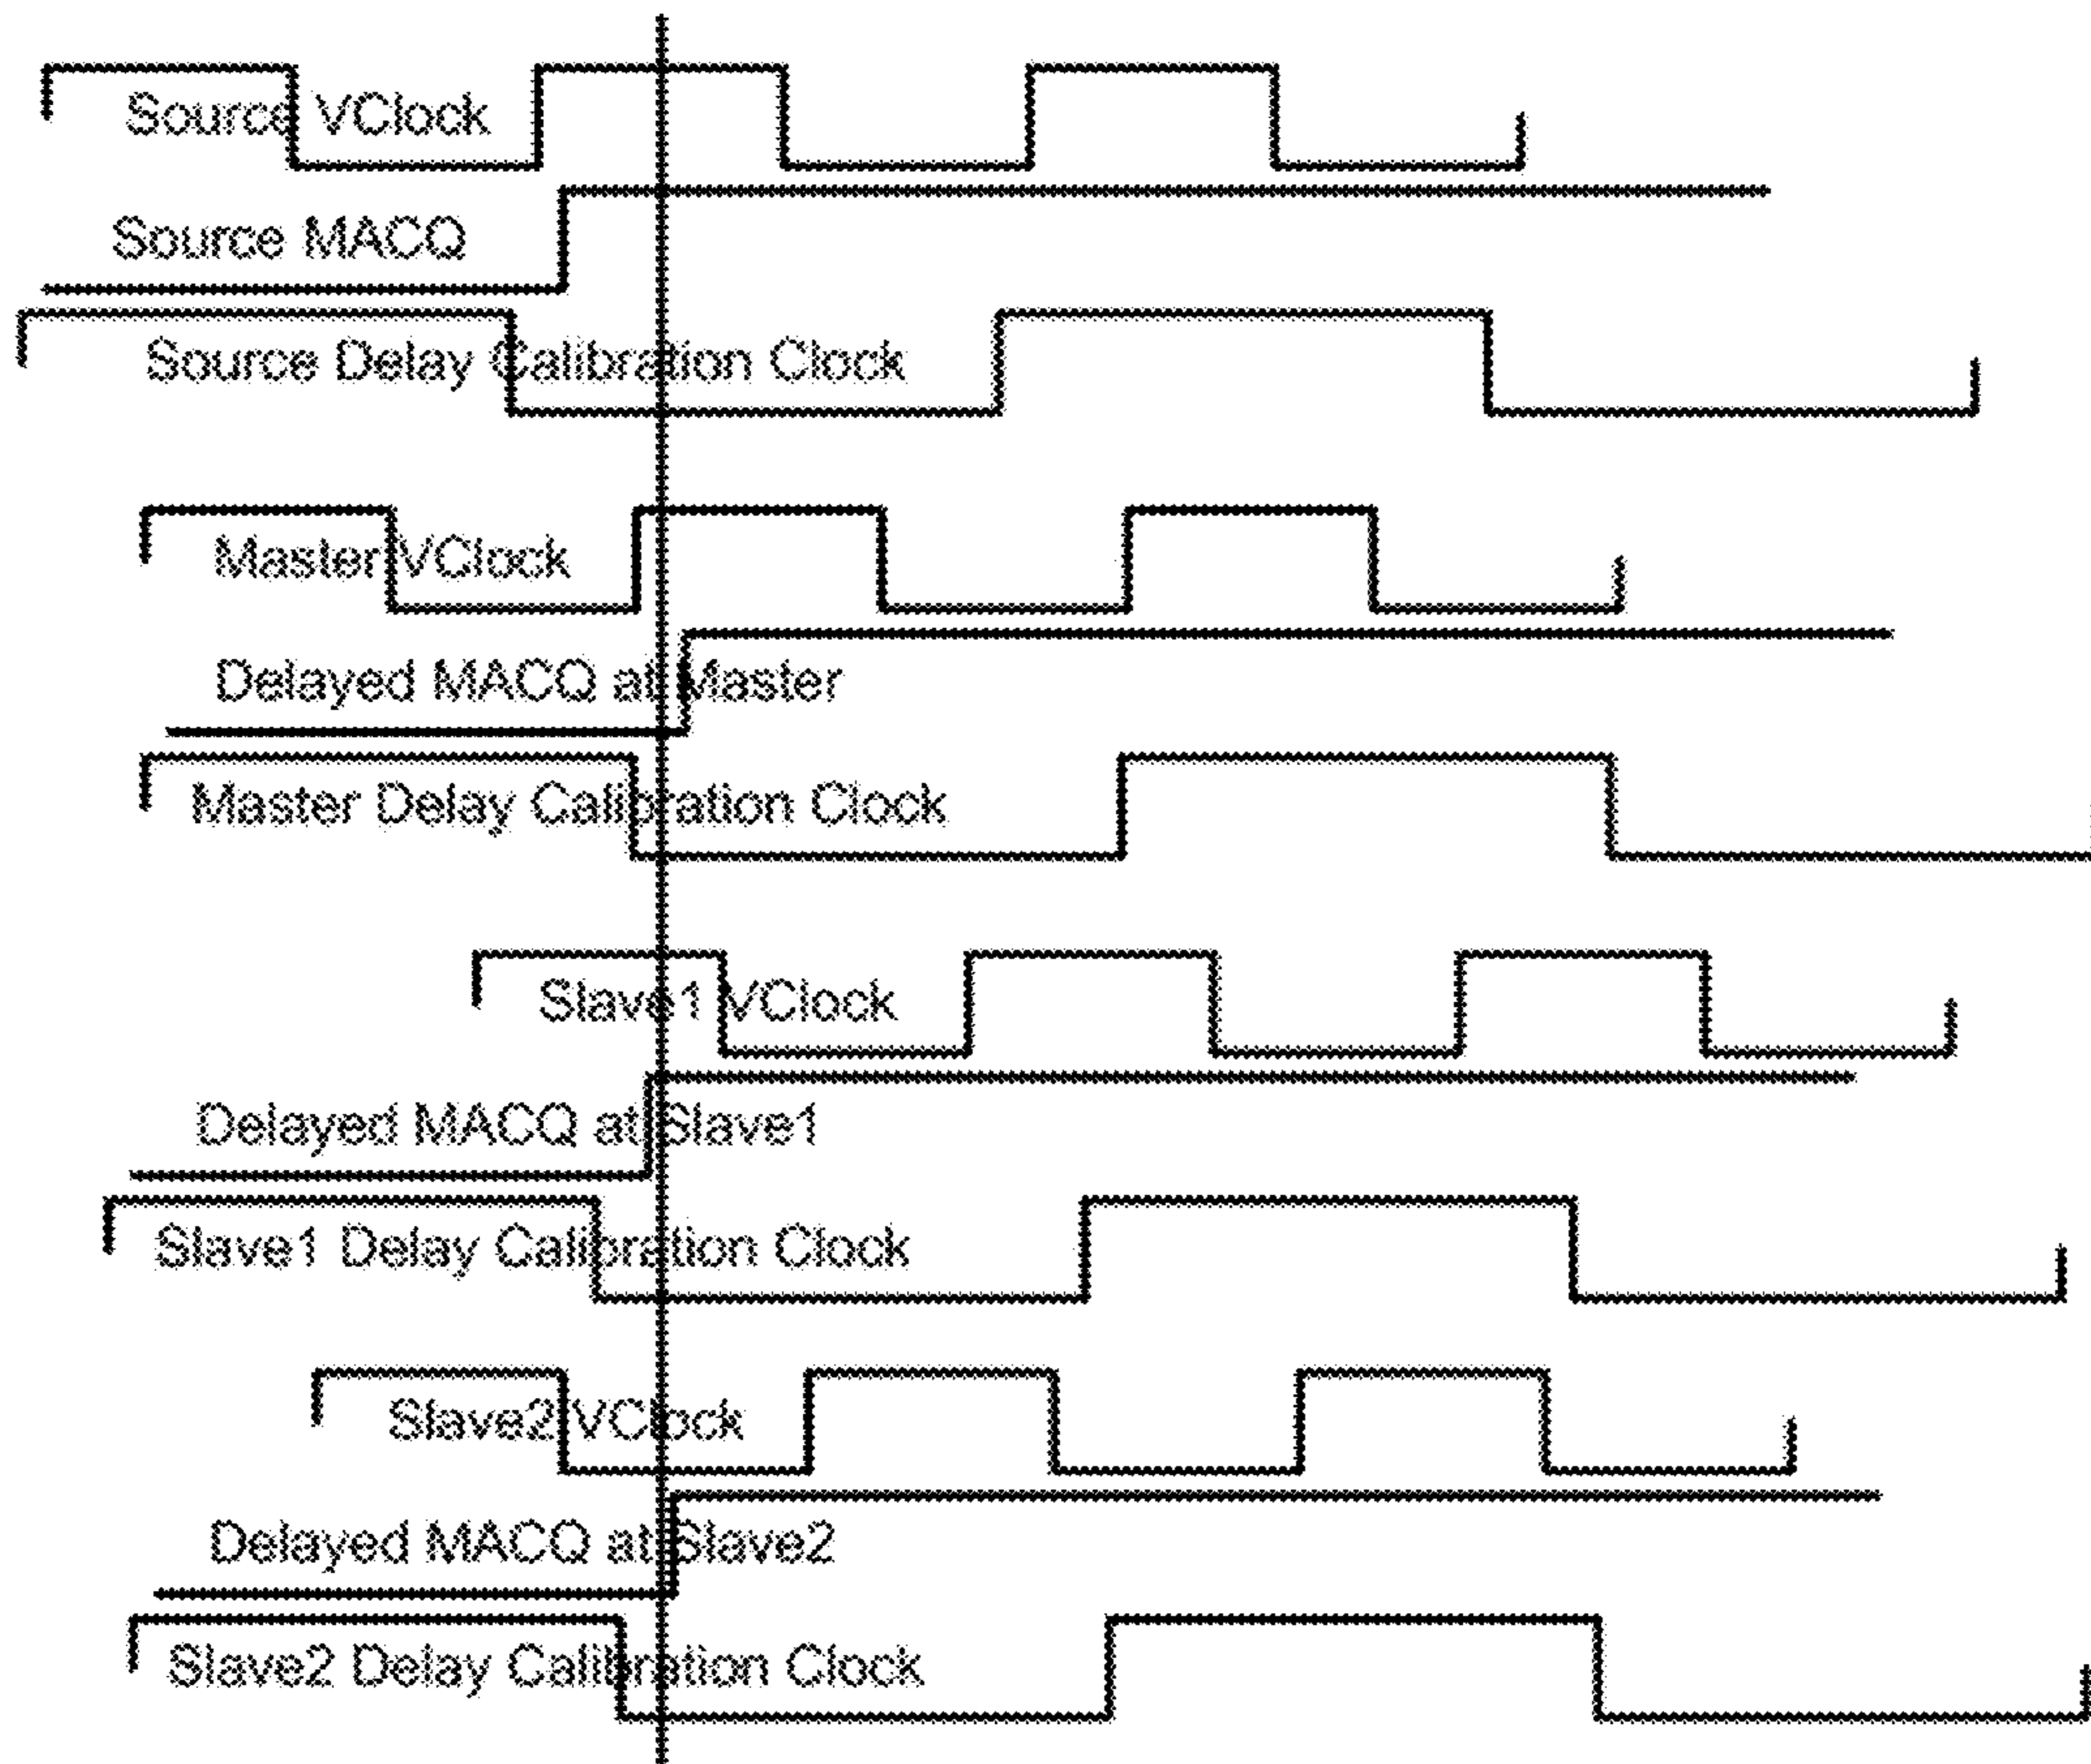 Source VClock
Source MACQ
Source Delay Calibration Clock
Master VClock
Delayed MACQ at Master
Master Delay Calibration Clock
Slave1 VClock
Delayed MACQ at Slave1
Slave1 Delay Calibration Clock
Slave2 VClock
Delayed MACQ at Slave2
Slave2 Delay Calibration Clock